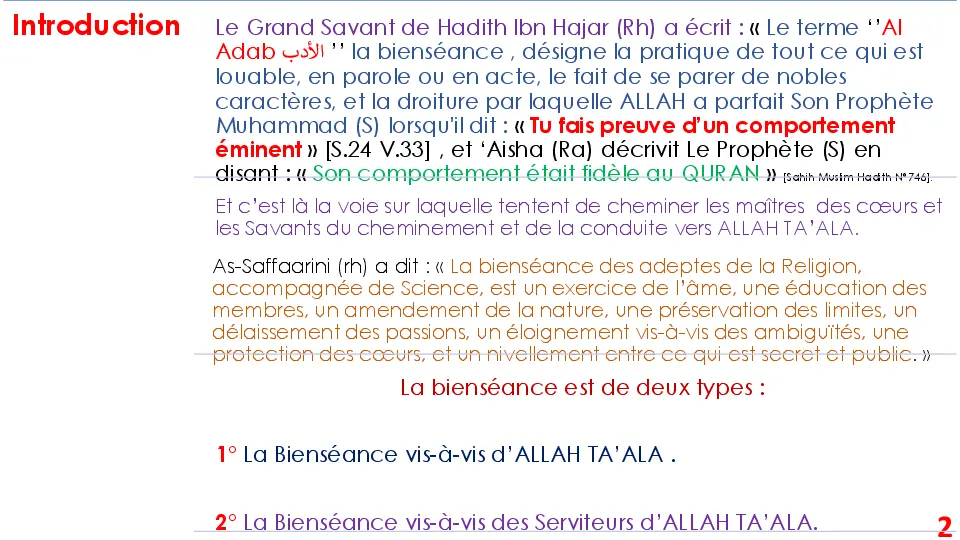 Introduction
Le Grand Savant de Hadith Ibn Hajar (Rh) a écrit : « Le terme ‘’Al
Adab الأدب ’’ la bienséance , désigne la pratique de tout ce qui est
louable, en parole ou en acte, le fait de se parer de nobles
caractères, et la droiture par laquelle ALLAH a parfait Son Prophète
Muhammad (S) lorsqu'il dit : « Tu fais preuve d’un comportement
éminent » [S.24 V.33] , et ‘Aisha (Ra) décrivit Le Prophète (S) en
disant : « Son comportement était fidèle au QURAN » [Sahih Muslim Hadith N°746].
Et c’est là la voie sur laquelle tentent de cheminer les maîtres des cœurs et
les Savants du cheminement et de la conduite vers ALLAH TA’ALA.
As-Saffaarini (rh) a dit : « La bienséance des adeptes de la Religion,
accompagnée de Science, est un exercice de l’âme, une éducation des
membres, un amendement de la nature, une préservation des limites, un
délaissement des passions, un éloignement vis-à-vis des ambiguïtés, une
protection des cœurs, et un nivellement entre ce qui est secret et public. »
La bienséance est de deux types :
1° La Bienséance vis-à-vis d’ALLAH TA’ALA .
2° La Bienséance vis-à-vis des Serviteurs d’ALLAH TA’ALA.
2